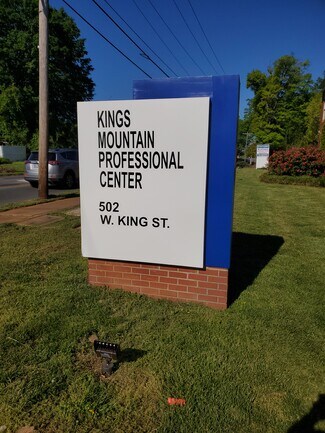 KINGS
MOUNTAIN
PROFESSIONAL
CENTER
502
W. KING ST.